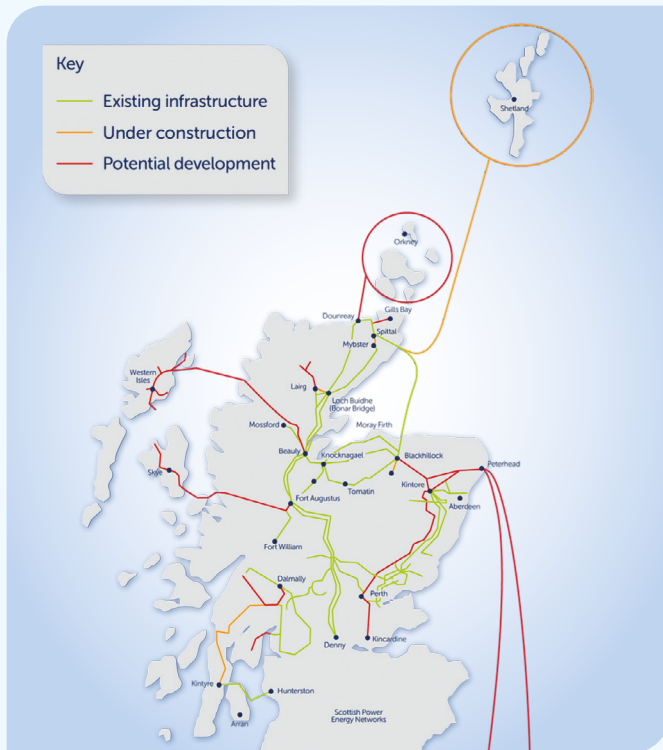 Key
Existing infrastructure
Under construction
Potential development
Shetland
Orkney
Dounreay
Gills Bay
Spittal
Mybster
Western
Isles
Lairg
Loch Buidhe
(Bonar Bridge)
Mossford
Moray Firth
Beauly
Knocknagael
Blackhillock
Peterhead
Skye
Kintore
Tomatin
Fort Augustus
Aberdeen
Fort William
Dalmally
Perth
Denny
Kincardine
Kintyre
Hunterston
Arran
Scottish Power
Energy Networks